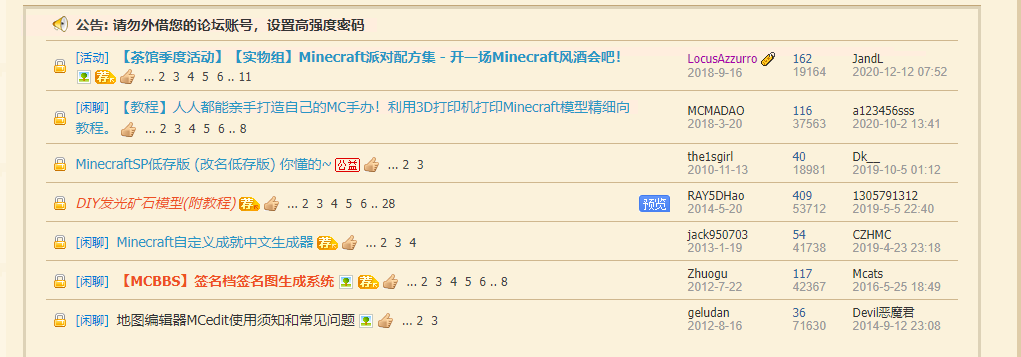 公告: 请勿外借您的论坛账号，设置高强度密码
[活动] 【茶馆季度活动】【实物组】Minecraft派对配方集 - 开一场Minecraft风酒会吧！ LocusAzzurro 162 JandL
荐 ... 2 3 4 5 6 .. 11 2018-9-16 19164 2020-12-12 07:52
[闲聊] 【教程】人人都能亲手打造自己的MC手办！利用3D打印机打印Minecraft模型精细向 MCMADAO 116 a123456sss
教程。 ... 2 3 4 5 6 .. 8 2018-3-20 37563 2020-10-2 13:41
MinecraftSP低存版 (改名低存版) 你懂的~ 公益 ... 2 3 the1sgirl 40 Dk__
2010-11-13 18981 2019-10-5 01:12
DIY发光矿石模型(附教程) 荐 ... 2 3 4 5 6 .. 28 预览 RAY5DHao 409 1305791312
2014-5-20 53712 2019-5-5 22:40
[闲聊] Minecraft自定义成就中文生成器 荐 ... 2 3 4 jack950703 54 CZHMC
2013-1-19 41738 2019-4-23 23:18
[闲聊] 【MCBBS】签名档签名图生成系统 荐 ... 2 3 4 5 6 .. 8 Zhuogu 117 Mcats
2012-7-22 42367 2016-5-25 18:49
[闲聊] 地图编辑器MCedit使用须知和常见问题 ... 2 3 geludan 36 Devil恶魔君
2012-8-16 71630 2014-9-12 23:08